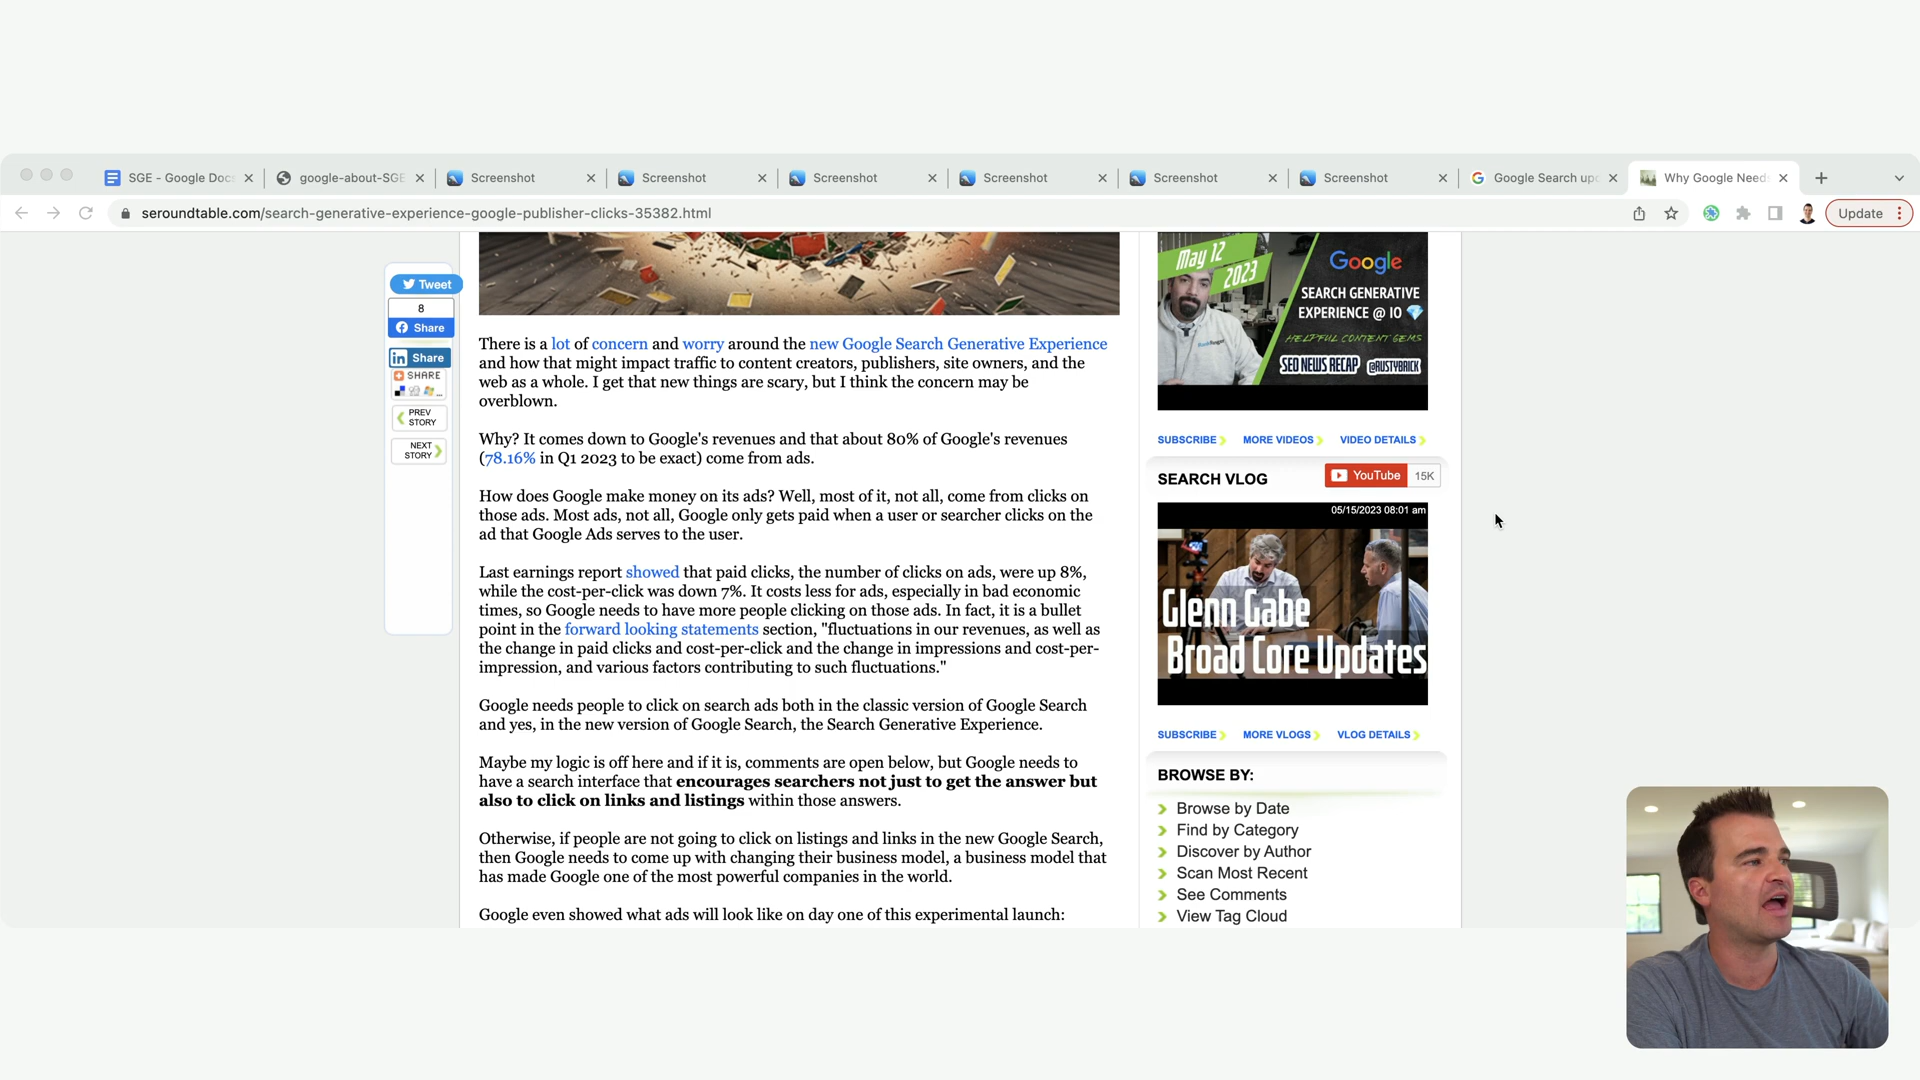 SGE - Google Doc
google-about-SGE
Screenshot
Screenshot
Screenshot
Screenshot
Screenshot
Screenshot
Google Search up
Why Google Need
seroundtable.com/search-generative-experience-google-publisher-clicks-35382.html
Update
Tweet
8
Share
Share
SHARE
PREV
STORY
NEXT
STORY
There is a lot of concern and worry around the new Google Search Generative Experience
and how that might impact traffic to content creators, publishers, site owners, and the
web as a whole. I get that new things are scary, but I think the concern may be
overblown.
Why? It comes down to Google's revenues and that about 80% of Google's revenues
(78.16% in Q1 2023 to be exact) come from ads.
How does Google make money on its ads? Well, most of it, not all, come from clicks on
those ads. Most ads, not all, Google only gets paid when a user or searcher clicks on the
ad that Google Ads serves to the user.
Last earnings report showed that paid clicks, the number of clicks on ads, were up 8%,
while the cost-per-click was down 7%. It costs less for ads, especially in bad economic
times, so Google needs to have more people clicking on those ads. In fact, it is a bullet
point in the forward looking statements section, "fluctuations in our revenues, as well as
the change in paid clicks and cost-per-click and the change in impressions and cost-per-
impression, and various factors contributing to such fluctuations."
Google needs people to click on search ads both in the classic version of Google Search
and yes, in the new version of Google Search, the Search Generative Experience.
Maybe my logic is off here and if it is, comments are open below, but Google needs to
have a search interface that encourages searchers not just to get the answer but
also to click on links and listings within those answers.
Otherwise, if people are not going to click on listings and links in the new Google Search,
then Google needs to come up with changing their business model, a business model that
has made Google one of the most powerful companies in the world.
Google even showed what ads will look like on day one of this experimental launch:
May 12
2023
Google
SEARCH GENERATIVE
EXPERIENCE @ IO
HELPFUL CONTENT GEMS
SEO NEWS RECAP @RUSTYBRICK
SUBSCRIBE MORE VIDEOS VIDEO DETAILS
SEARCH VLOG
YouTube 15K
05/15/2023 08:01 am
Glenn Gabe
Broad Core Updates
SUBSCRIBE MORE VLOGS VLOG DETAILS
BROWSE BY:
Browse by Date
Find by Category
Discover by Author
Scan Most Recent
See Comments
View Tag Cloud